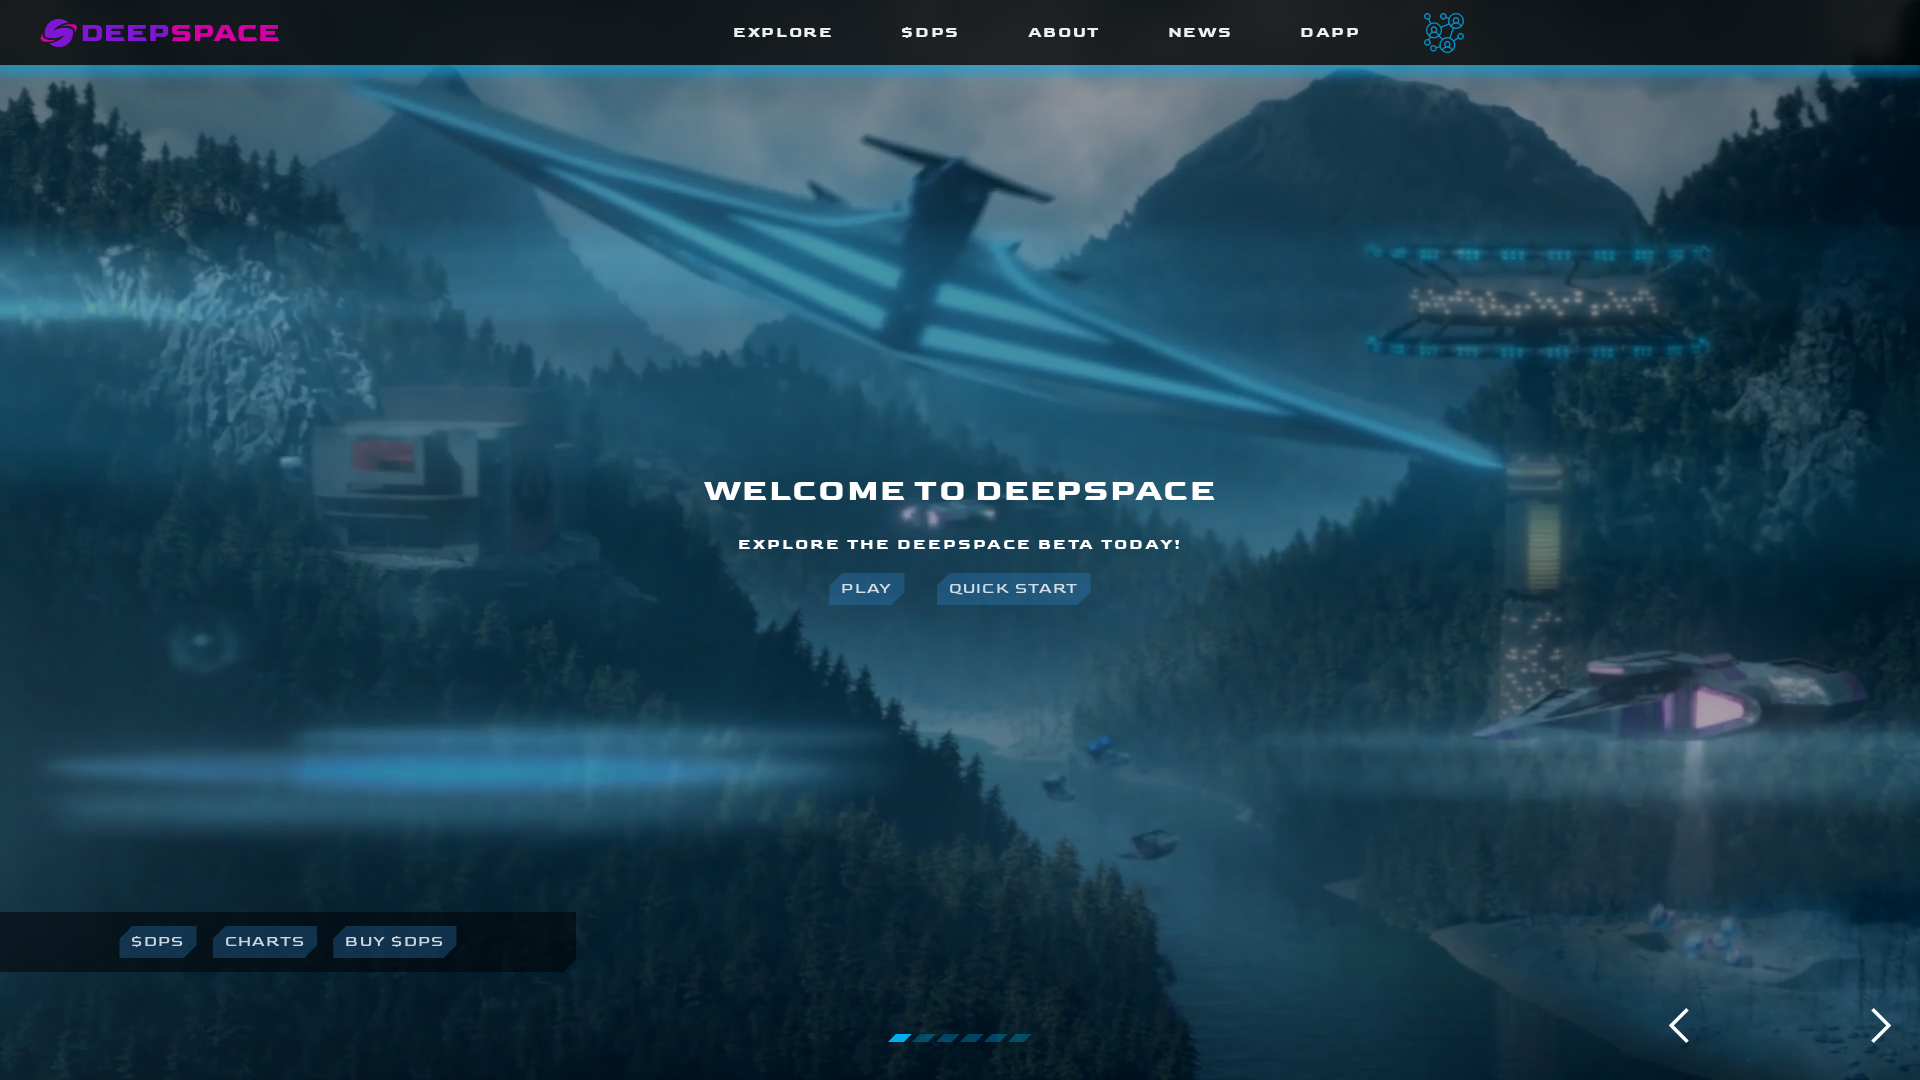 DEEPSPACE
EXPLORE $DPS ABOUT NEWS DAPP
WELCOME TO DEEPSPACE
EXPLORE THE DEEPSPACE BETA TODAY!
PLAY QUICK START
$DPS CHARTS BUY $DPS